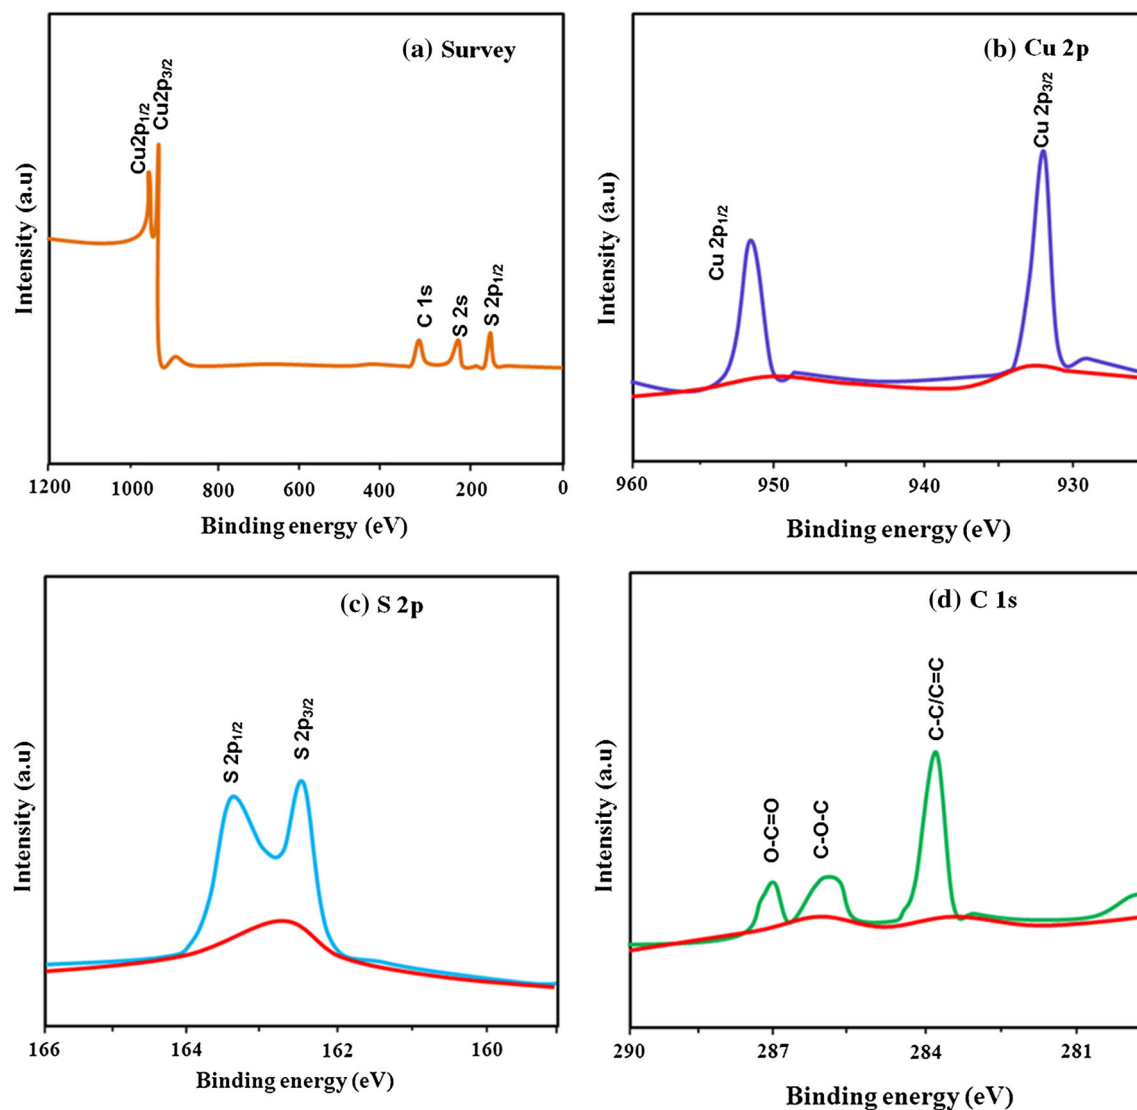 (a) Survey
Cu2p1/2
Cu2p3/2
C 1s
S 2s
S 2p1/2
Intensity (a.u)
1200 1000 800 600 400 200 0
Binding energy (eV)
(b) Cu 2p
Cu 2p1/2
Cu 2p3/2
Intensity (a.u)
960 950 940 930
Binding energy (eV)
(c) S 2p
S 2p1/2
S 2p3/2
Intensity (a.u)
166 164 162 160
Binding energy (eV)
(d) C 1s
O-C=O
C-O-C
C-C/C=C
Intensity (a.u)
290 287 284 281
Binding energy (eV)